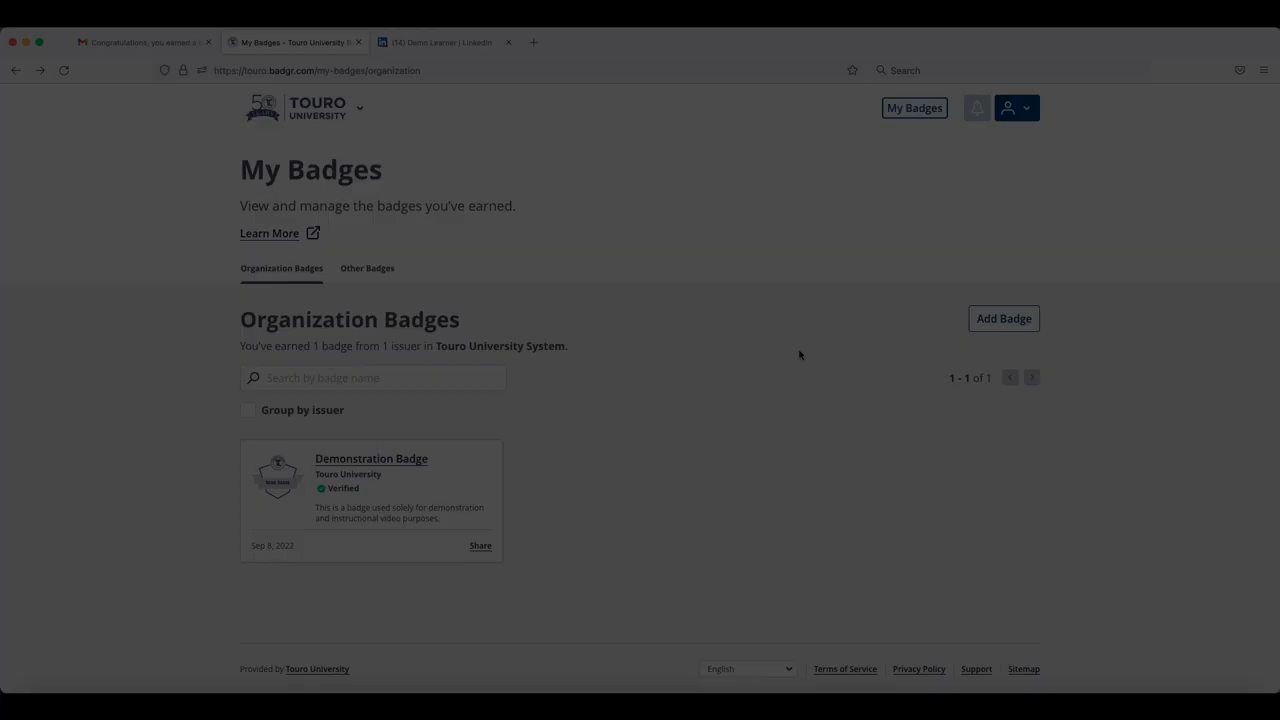 Congratulations, you earned a
My Badges - Touro University
(14) Demo Learner | LinkedIn
https://touro.badgr.com/my-badges/organization
Search
50 YEARS
TOURO
UNIVERSITY
My Badges
My Badges
View and manage the badges you've earned.
Learn More
Organization Badges
Other Badges
Organization Badges
Add Badge
You've earned 1 badge from 1 issuer in Touro University System.
Search by badge name
1 - 1 of 1
Group by issuer
Demonstration Badge
Touro University
Verified
This is a badge used solely for demonstration
and instructional video purposes.
Sep 8, 2022
Share
Provided by Touro University
English
Terms of Service
Privacy Policy
Support
Sitemap